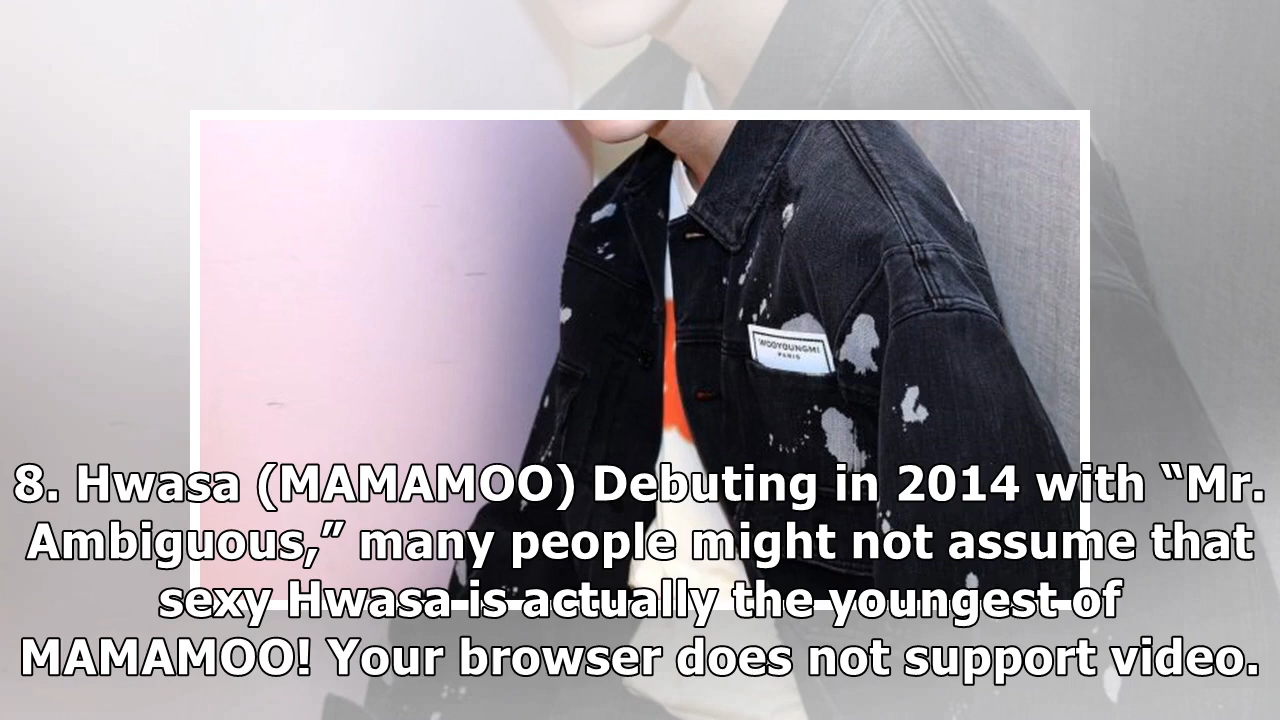 WOOYOUNGMI
PARIS
8. Hwasa (MAMAMOO) Debuting in 2014 with “Mr.
Ambiguous,” many people might not assume that
sexy Hwasa is actually the youngest of
MAMAMOO! Your browser does not support video.